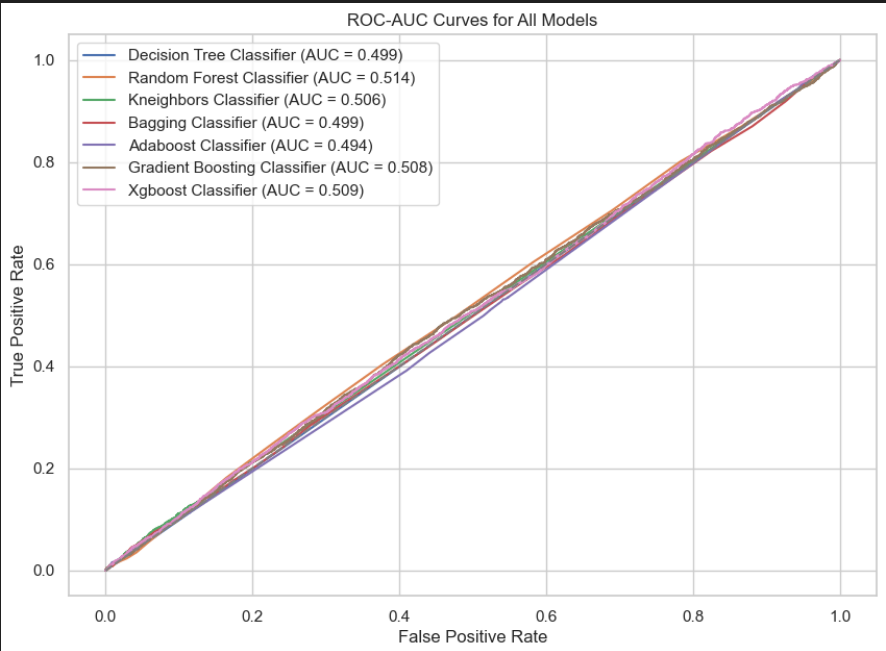 ROC-AUC Curves for All Models
Decision Tree Classifier (AUC = 0.499)
Random Forest Classifier (AUC = 0.514)
Kneighbors Classifier (AUC = 0.506)
Bagging Classifier (AUC = 0.499)
Adaboost Classifier (AUC = 0.494)
Gradient Boosting Classifier (AUC = 0.508)
Xgboost Classifier (AUC = 0.509)
True Positive Rate
1.0
0.8
0.6
0.4
0.2
0.0
0.0 0.2 0.4 0.6 0.8 1.0
False Positive Rate